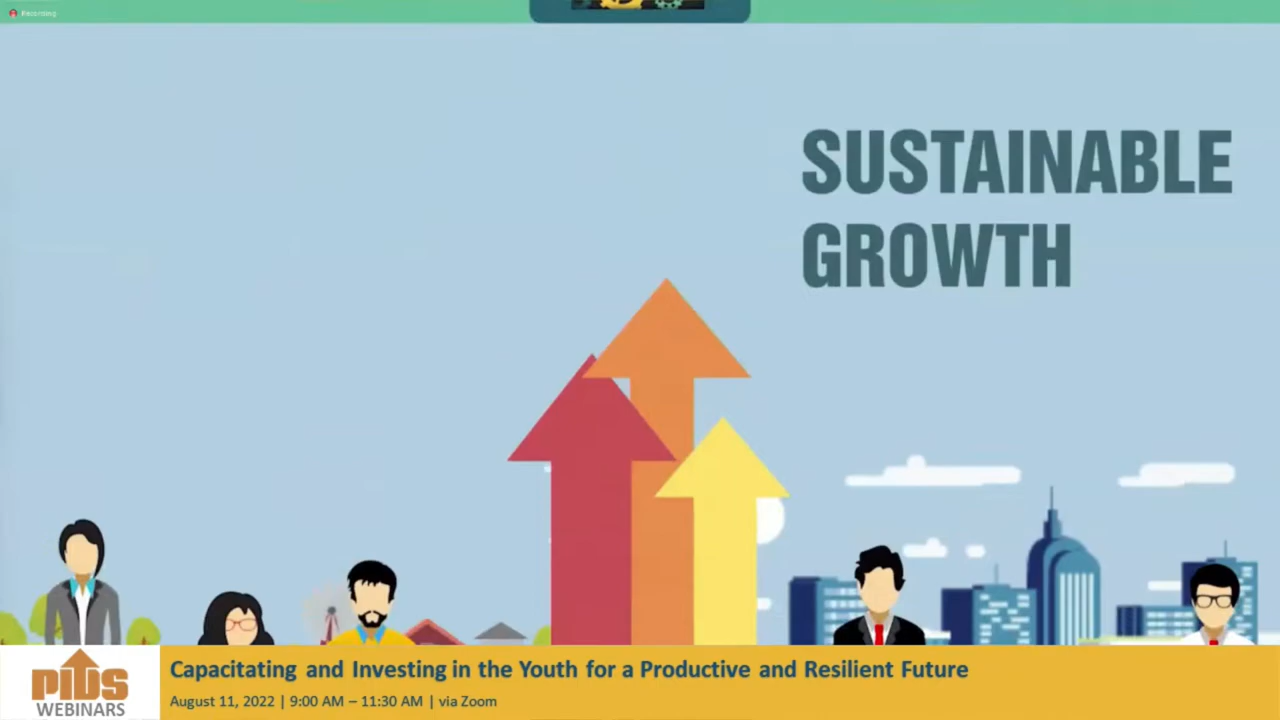 Recording
SUSTAINABLE
GROWTH
Capacitating and Investing in the Youth for a Productive and Resilient Future
August 11, 2022 | 9:00 AM – 11:30 AM | via Zoom
PIDS
WEBINARS